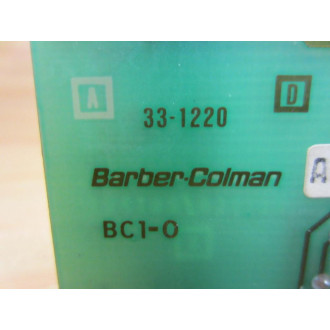 A
D
33-1220
Barber-Colman
A
BC1-0